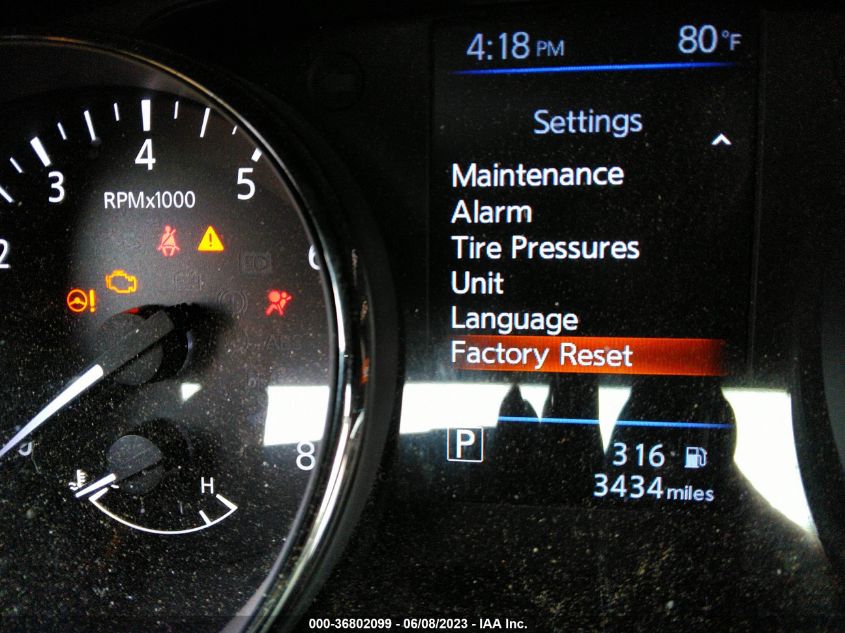 4:18 PM 80°F
Settings
Maintenance
Alarm
Tire Pressures
Unit
Language
Factory Reset
P
316
3434 miles
2 3 4 5 6 8
RPMx1000
H
000-36802099 - 06/08/2023 - IAA Inc.